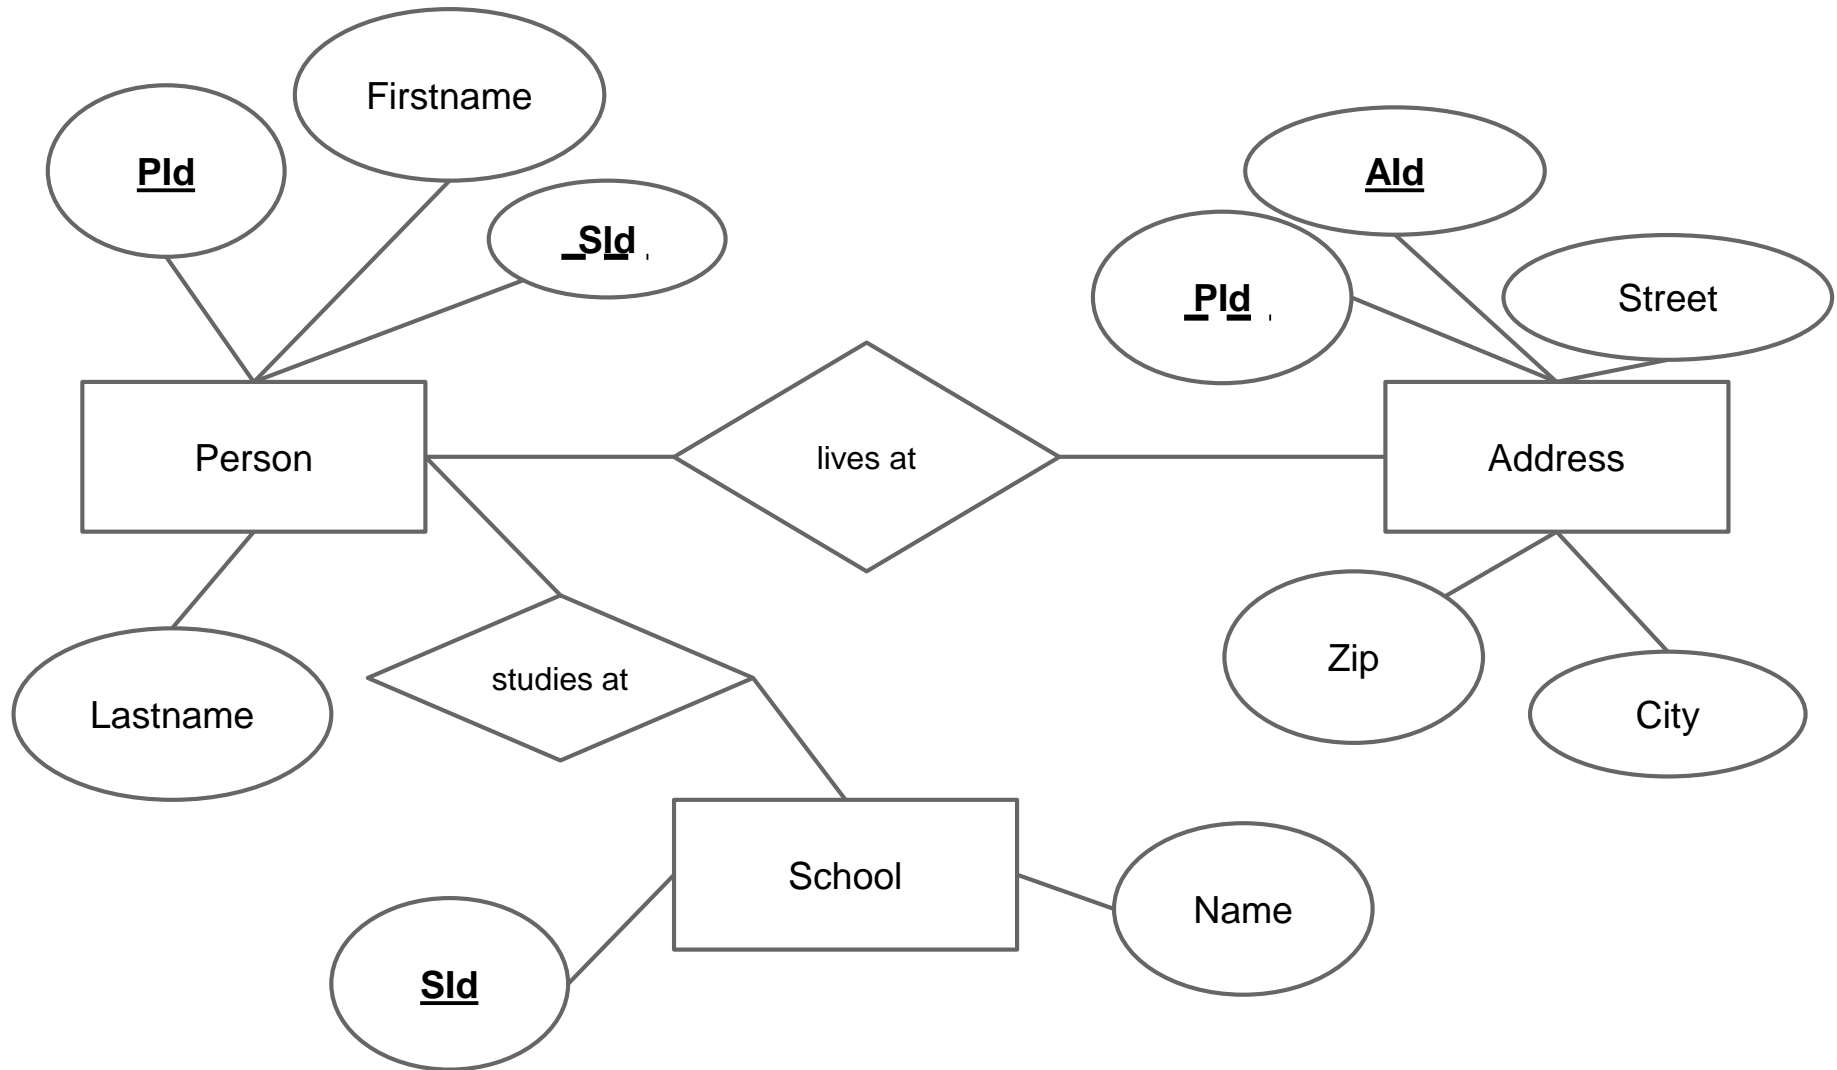 Firstname
PId
AId
SId
PId
Street
Person
lives at
Address
Zip
studies at
Lastname
City
School
Name
SId